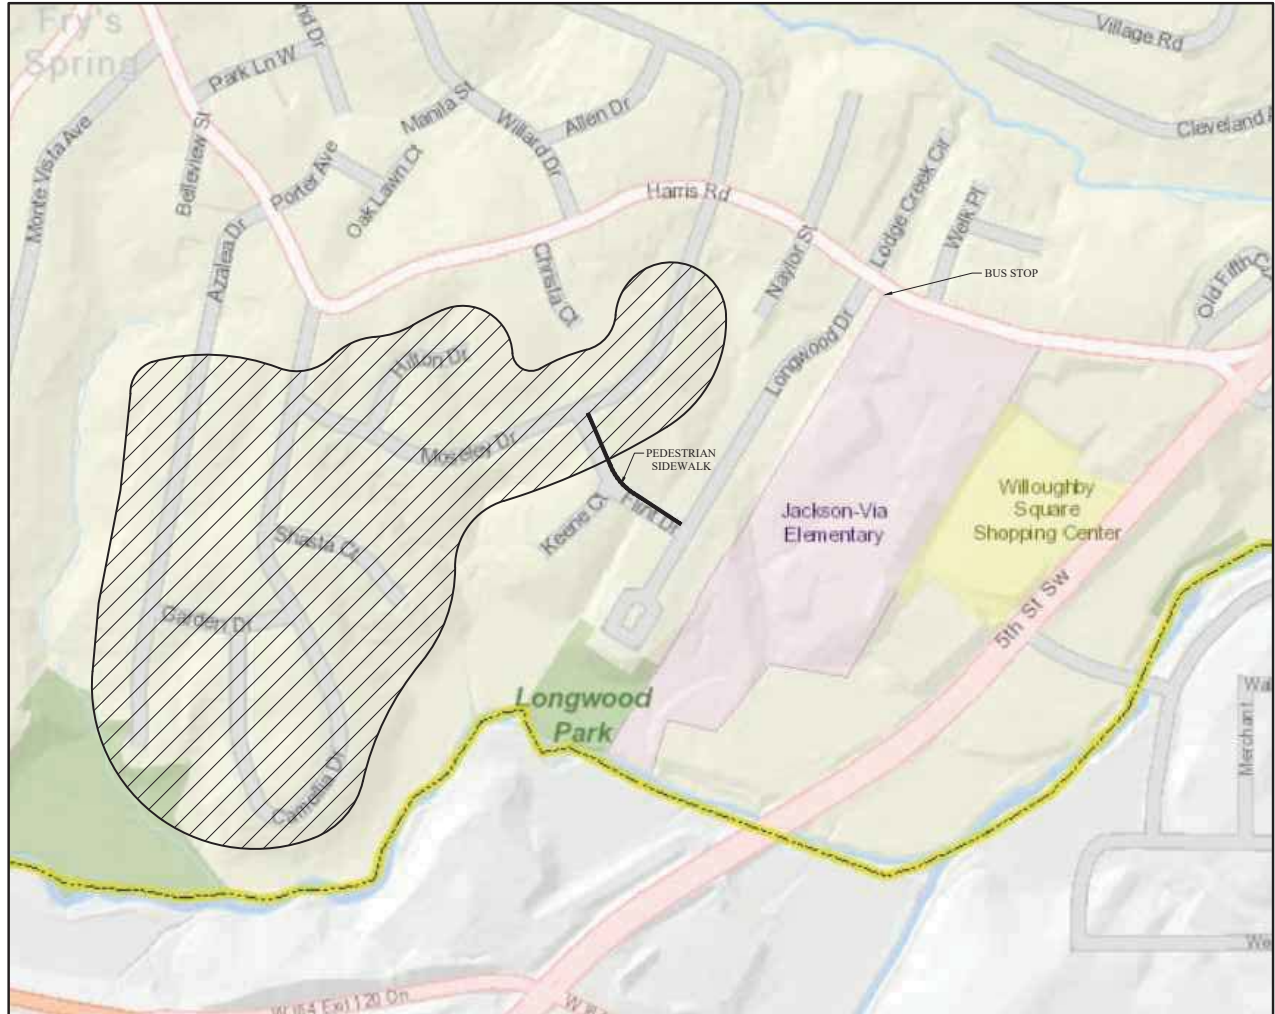 Fry's
Spring
nd Dr
Park Ln W
Manila St
Willard Dr
Allen Dr
Village Rd
Cleveland A
Monte Vista Ave
Belleview St
Porter Ave
Oak Lawn Ct
Azalea Dr
Harris Rd
Christa Ct
Naylor St
Lodge Creek Cir
Welk Pl
Old Fifth C
BUS STOP
Longwood Dr
Hilton Dr
Moseley Dr
PEDESTRIAN
SIDEWALK
Flint Dr
Keene Ct
Shasta Ct
Garden Dr
Camellia Dr
Jackson-Via
Elementary
Willoughby
Square
Shopping Center
5th St Sw
Longwood
Park
Wal
Merchant
We
W I64 Exit 120 On